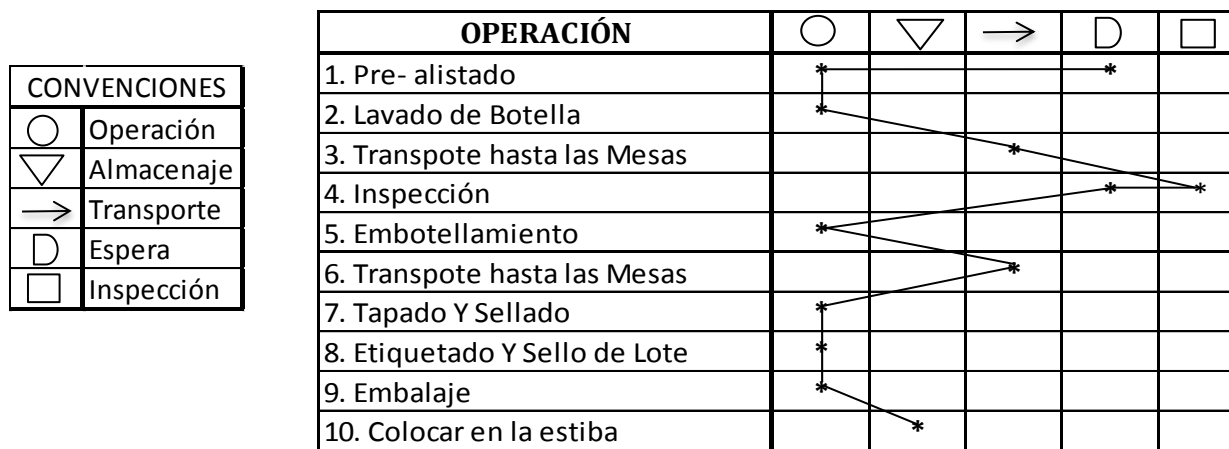 CONVENCIONES
Operación
Almacenaje
Transporte
Espera
Inspección
OPERACIÓN
1. Pre- alistado
2. Lavado de Botella
3. Transpote hasta las Mesas
4. Inspección
5. Embotellamiento
6. Transpote hasta las Mesas
7. Tapado Y Sellado
8. Etiquetado Y Sello de Lote
9. Embalaje
10. Colocar en la estiba